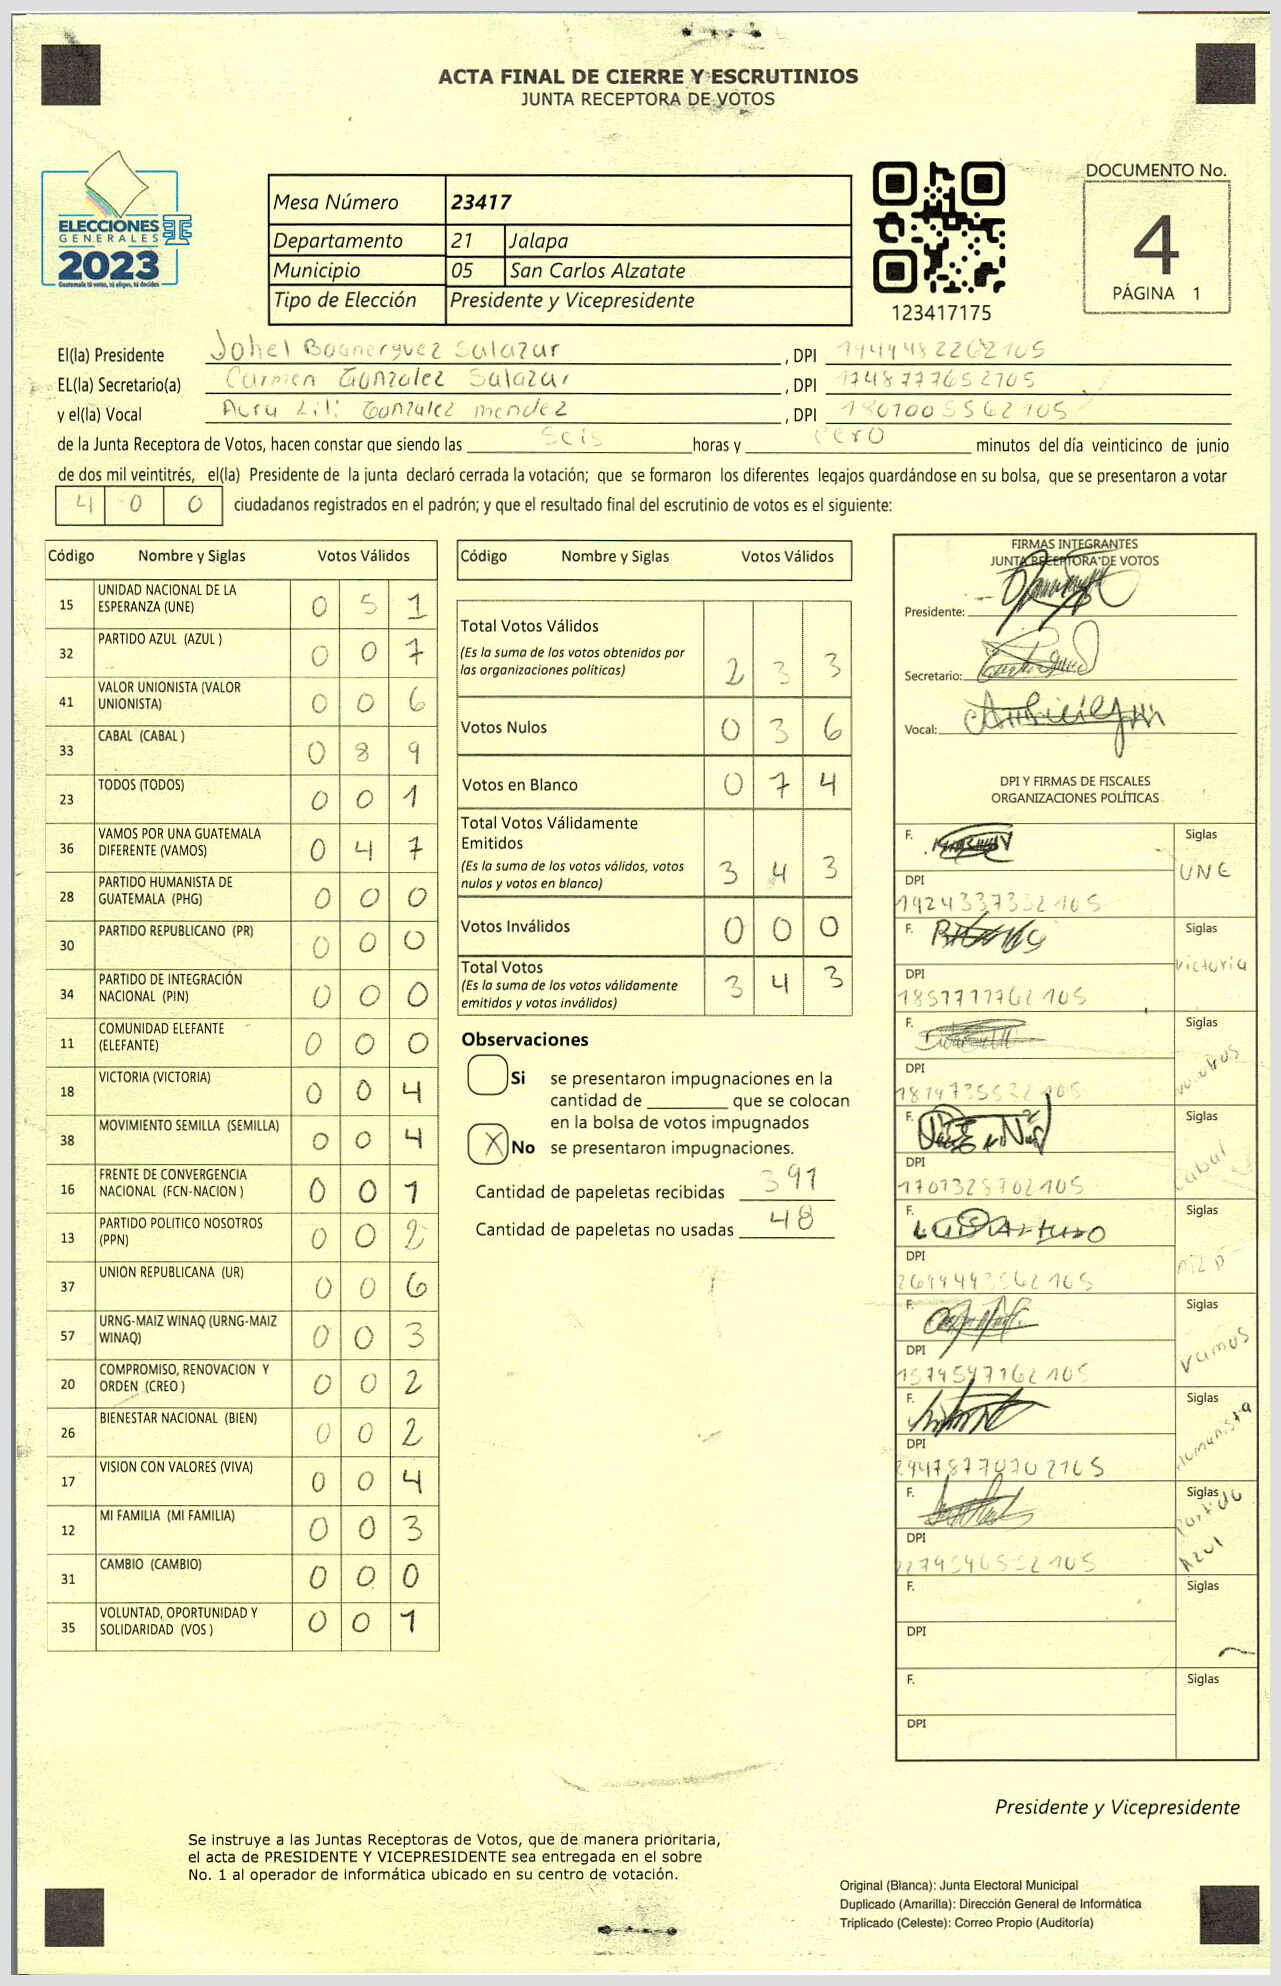 ACTA FINAL DE CIERRE Y ESCRUTINIOS
JUNTA RECEPTORA DE VOTOS
ELECCIONES
GENERALES
2023
Guatemala tú votas, tú eliges, tú decides
Mesa Número 23417
Departamento 21 Jalapa
Municipio 05 San Carlos Alzatate
Tipo de Elección Presidente y Vicepresidente
123417175
DOCUMENTO No.
4
PÁGINA 1
El(la) Presidente Johel Boanerguez Salazar , DPI 1949482262105
EL(la) Secretario(a) Carmen Gonzalez Salazar , DPI 1748777652105
y el(la) Vocal Aura Lili Gonzalez mendez , DPI 1801005562105
de la Junta Receptora de Votos, hacen constar que siendo las seis horas y cero minutos del día veinticinco de junio
de dos mil veintitrés, el(la) Presidente de la junta declaró cerrada la votación; que se formaron los diferentes legajos guardándose en su bolsa, que se presentaron a votar
4 0 0 ciudadanos registrados en el padrón; y que el resultado final del escrutinio de votos es el siguiente:
Código Nombre y Siglas Votos Válidos
15 UNIDAD NACIONAL DE LA ESPERANZA (UNE) 0 5 1
32 PARTIDO AZUL (AZUL ) 0 0 7
41 VALOR UNIONISTA (VALOR UNIONISTA) 0 0 6
33 CABAL (CABAL ) 0 8 9
23 TODOS (TODOS) 0 0 1
36 VAMOS POR UNA GUATEMALA DIFERENTE (VAMOS) 0 4 7
28 PARTIDO HUMANISTA DE GUATEMALA (PHG) 0 0 0
30 PARTIDO REPUBLICANO (PR) 0 0 0
34 PARTIDO DE INTEGRACIÓN NACIONAL (PIN) 0 0 0
11 COMUNIDAD ELEFANTE (ELEFANTE) 0 0 0
18 VICTORIA (VICTORIA) 0 0 4
38 MOVIMIENTO SEMILLA (SEMILLA) 0 0 4
16 FRENTE DE CONVERGENCIA NACIONAL (FCN-NACION ) 0 0 1
13 PARTIDO POLITICO NOSOTROS (PPN) 0 0 2
37 UNION REPUBLICANA (UR) 0 0 6
57 URNG-MAIZ WINAQ (URNG-MAIZ WINAQ) 0 0 3
20 COMPROMISO, RENOVACION Y ORDEN (CREO ) 0 0 2
26 BIENESTAR NACIONAL (BIEN) 0 0 2
17 VISION CON VALORES (VIVA) 0 0 4
12 MI FAMILIA (MI FAMILIA) 0 0 3
31 CAMBIO (CAMBIO) 0 0 0
35 VOLUNTAD, OPORTUNIDAD Y SOLIDARIDAD (VOS ) 0 0 1
Código Nombre y Siglas Votos Válidos
Total Votos Válidos
(Es la suma de los votos obtenidos por
las organizaciones políticas) 2 3 3
Votos Nulos 0 3 6
Votos en Blanco 0 7 4
Total Votos Válidamente
Emitidos
(Es la suma de los votos válidos, votos
nulos y votos en blanco) 3 4 3
Votos Inválidos 0 0 0
Total Votos
(Es la suma de los votos válidamente
emitidos y votos inválidos) 3 4 3
Observaciones
Si se presentaron impugnaciones en la
cantidad de ________ que se colocan
en la bolsa de votos impugnados
X No se presentaron impugnaciones.
Cantidad de papeletas recibidas 391
Cantidad de papeletas no usadas 48
FIRMAS INTEGRANTES
JUNTA RECEPTORA DE VOTOS
Presidente:
Secretario:
Vocal:
DPI Y FIRMAS DE FISCALES
ORGANIZACIONES POLÍTICAS
F. Siglas
UNE
DPI
1924337332105
F. Siglas
victoria
DPI
1857777762105
F. Siglas
nosotros
DPI
1819735532105
F. Siglas
Cabal
DPI
1701328702105
F. Luis Arturo Siglas
MLP
DPI
2699493562105
F. Siglas
Vamos
DPI
1579597162105
F. Siglas
Humanista
DPI
29478770702105
F. Siglas
Partido
Azul
DPI
2279596552105
F. Siglas
DPI
F. Siglas
DPI
Presidente y Vicepresidente
Se instruye a las Juntas Receptoras de Votos, que de manera prioritaria,
el acta de PRESIDENTE Y VICEPRESIDENTE sea entregada en el sobre
No. 1 al operador de informática ubicado en su centro de votación.
Original (Blanca): Junta Electoral Municipal
Duplicado (Amarilla): Dirección General de Informática
Triplicado (Celeste): Correo Propio (Auditoría)